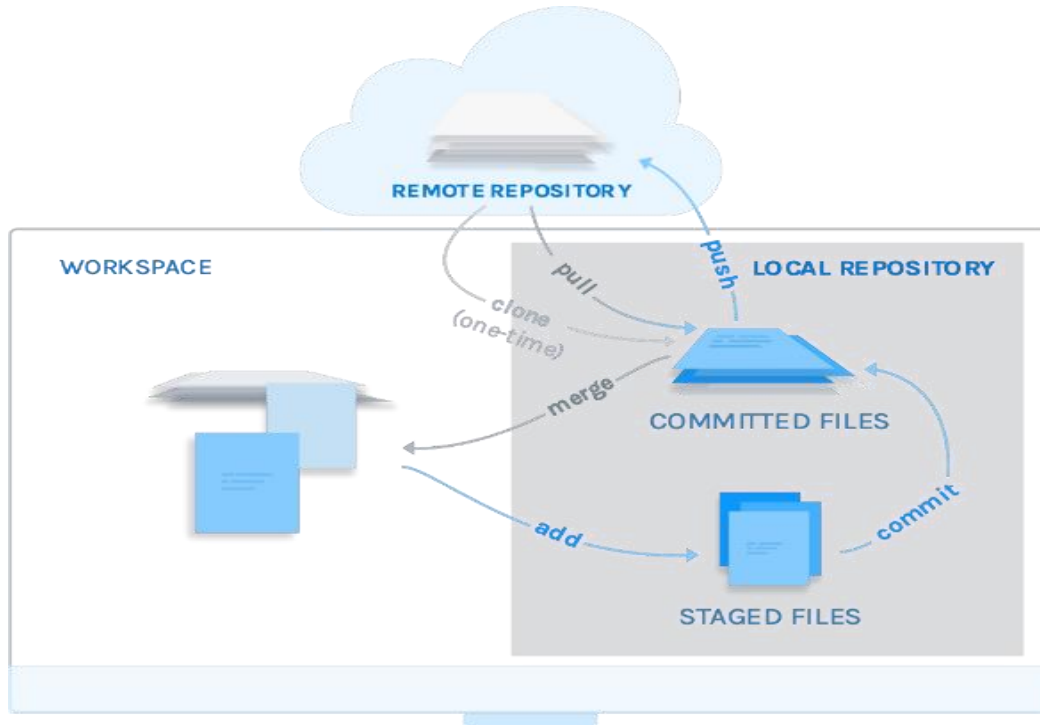 REMOTE REPOSITORY
WORKSPACE
LOCAL REPOSITORY
push
pull
clone
(one-time)
merge
COMMITTED FILES
add
commit
STAGED FILES